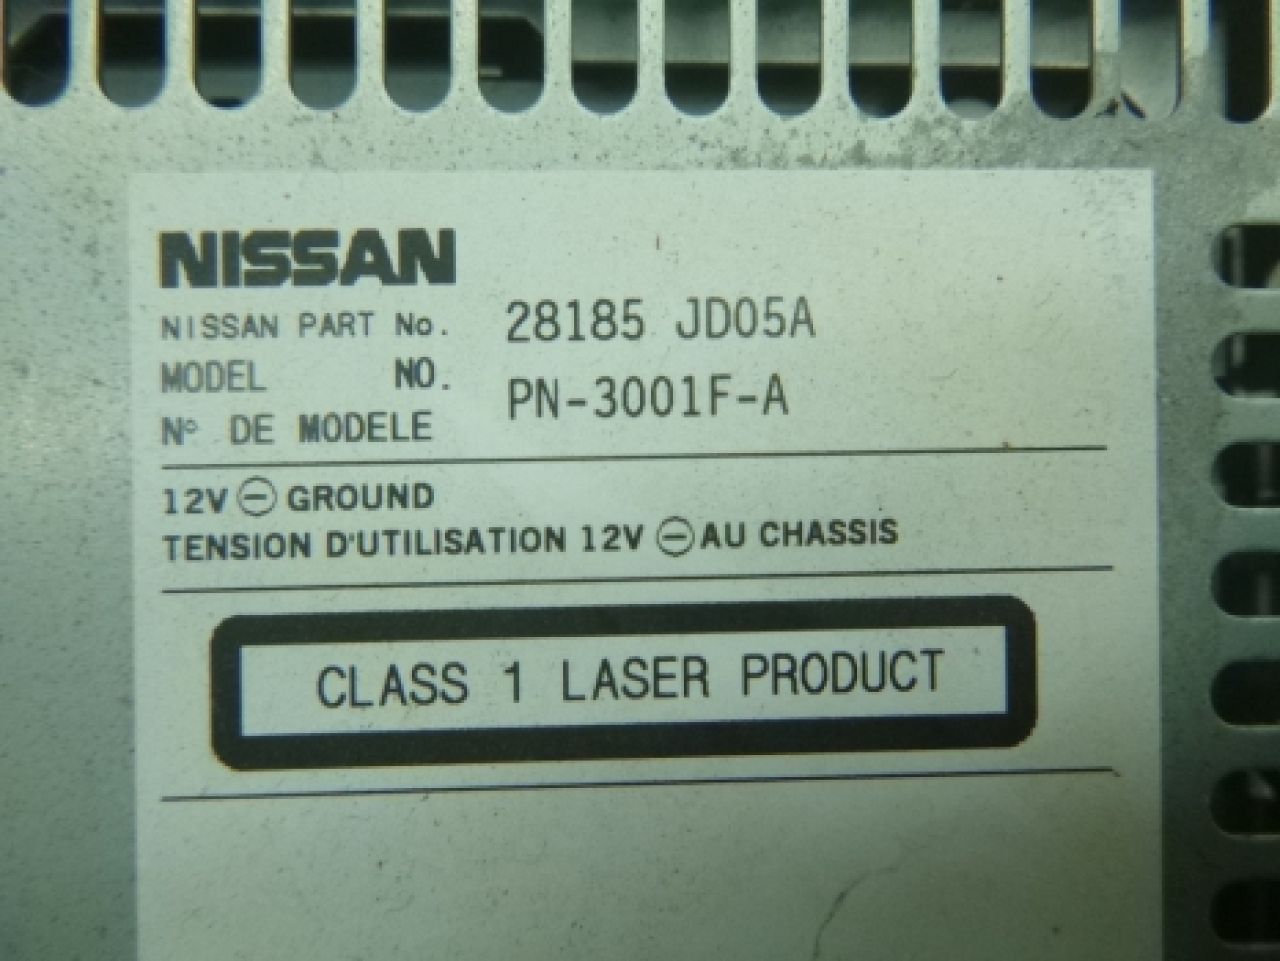 NISSAN
NISSAN PART No. 28185 JD05A
MODEL NO. PN-3001F-A
N° DE MODELE
12V ⊖ GROUND
TENSION D'UTILISATION 12V ⊖ AU CHASSIS
CLASS 1 LASER PRODUCT